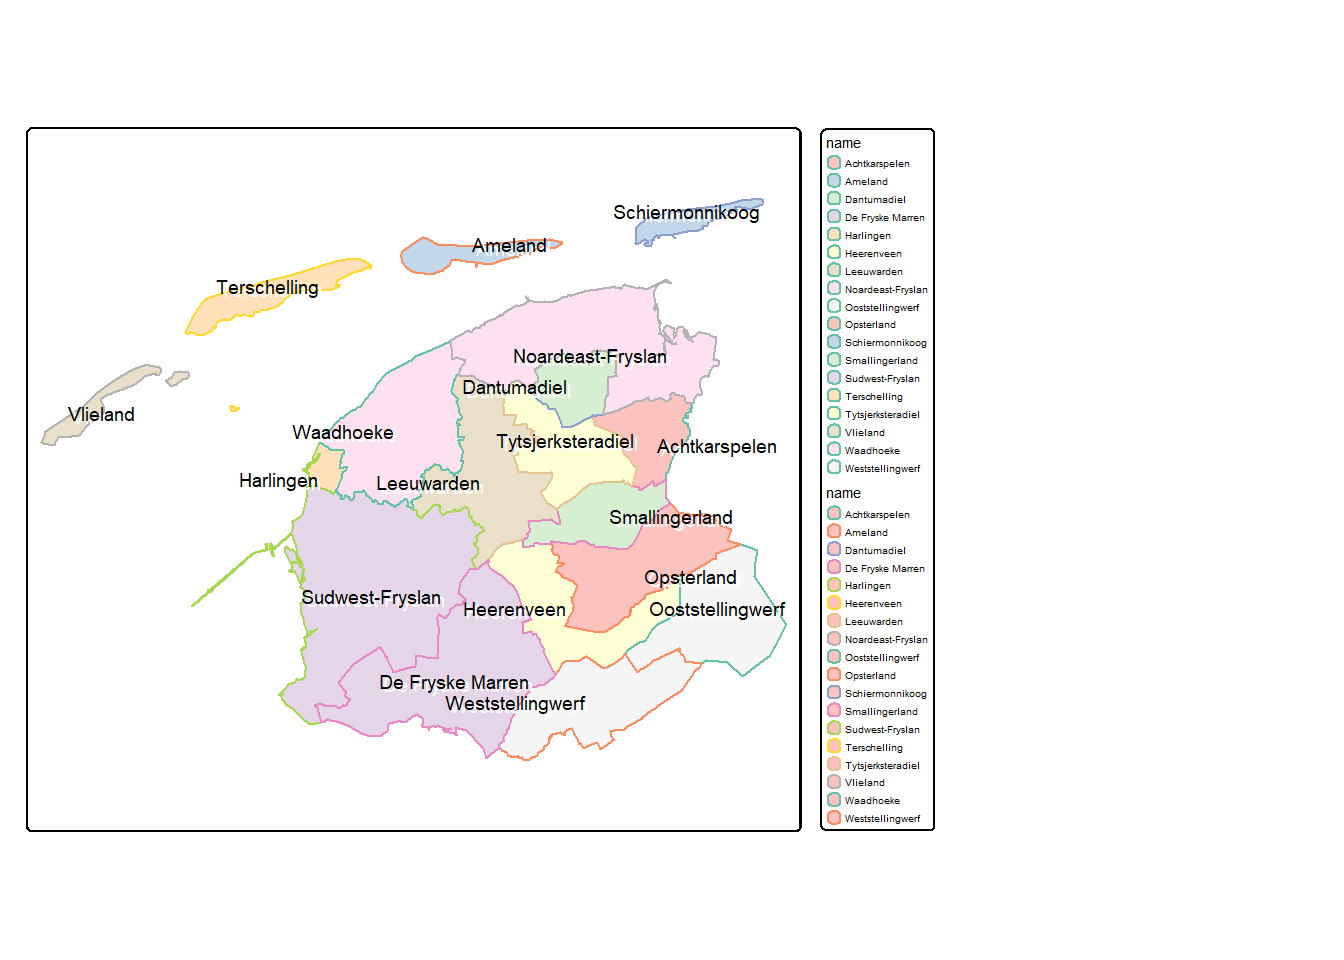 Schiermonnikoog
Ameland
Terschelling
Noardeast-Fryslan
Dantumadiel
Vlieland
Waadhoeke
Tytsjerksteradiel
Achtkarspelen
Harlingen
Leeuwarden
Smallingerland
Opsterland
Sudwest-Fryslan
Heerenveen
Ooststellingwerf
De Fryske Marren
Weststellingwerf
name
Achtkarspelen
Ameland
Dantumadiel
De Fryske Marren
Harlingen
Heerenveen
Leeuwarden
Noardeast-Fryslan
Ooststellingwerf
Opsterland
Schiermonnikoog
Smallingerland
Sudwest-Fryslan
Terschelling
Tytsjerksteradiel
Vlieland
Waadhoeke
Weststellingwerf
name
Achtkarspelen
Ameland
Dantumadiel
De Fryske Marren
Harlingen
Heerenveen
Leeuwarden
Noardeast-Fryslan
Ooststellingwerf
Opsterland
Schiermonnikoog
Smallingerland
Sudwest-Fryslan
Terschelling
Tytsjerksteradiel
Vlieland
Waadhoeke
Weststellingwerf